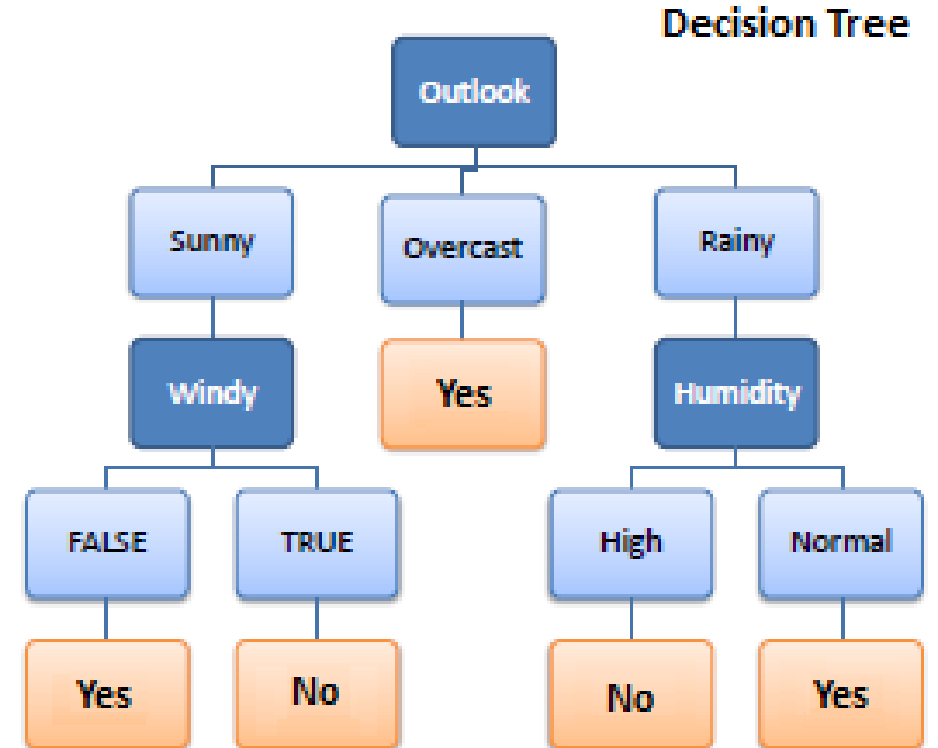 Decision Tree
Outlook
Sunny
Overcast
Rainy
Windy
Yes
Humidity
FALSE
TRUE
High
Normal
Yes
No
No
Yes